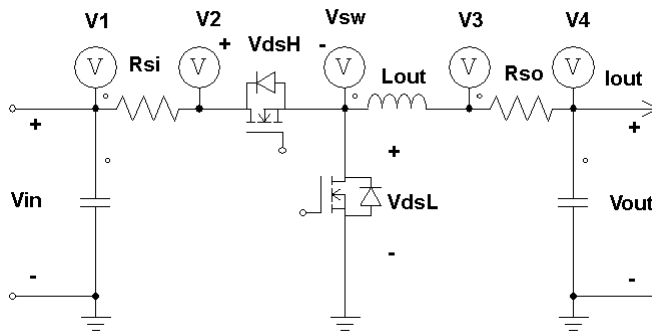 V1
V2
Vsw
V3
V4
+
VdsH
-
V
V
V
V
V
Rsi
Lout
Rso
Iout
+
+
+
Vin
VdsL
Vout
-
-
-